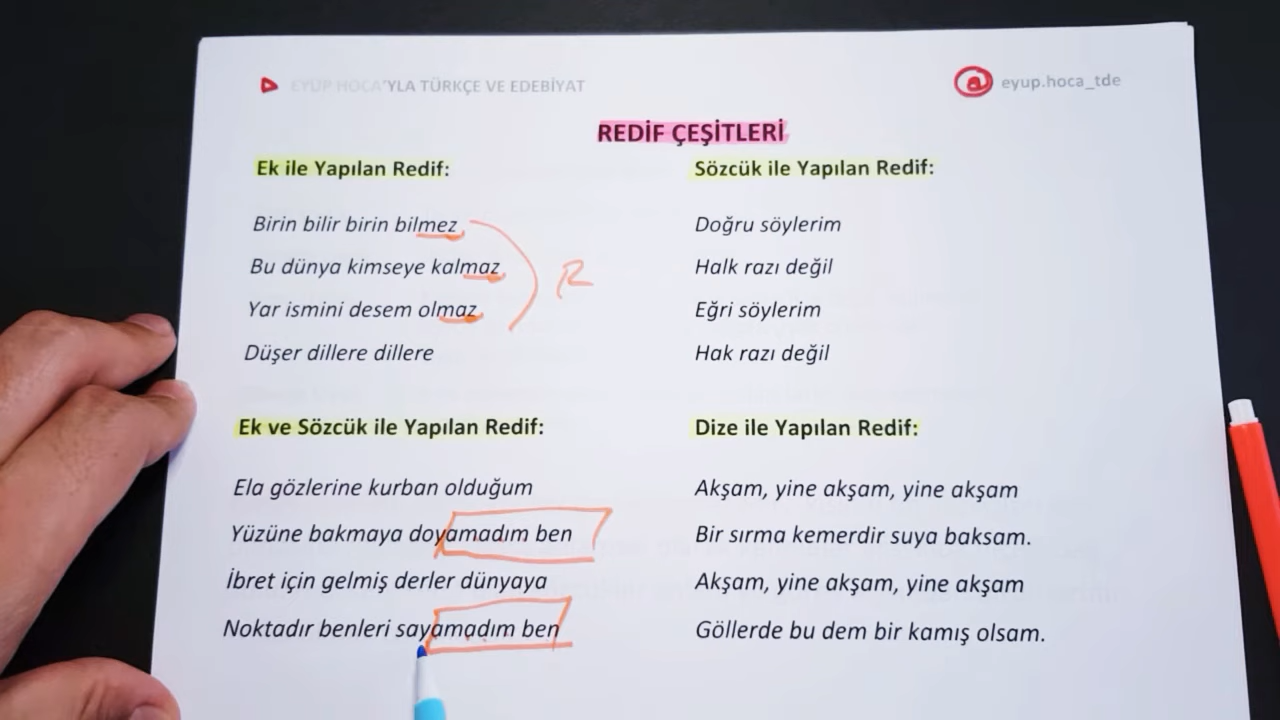 EYUP HOCA'YLA TÜRKÇE VE EDEBİYAT
@ eyup.hoca_tde
REDİF ÇEŞİTLERİ
Ek ile Yapılan Redif:
Birin bilir birin bilmez
Bu dünya kimseye kalmaz
Yar ismini desem olmaz
Düşer dillere dillere
R
Sözcük ile Yapılan Redif:
Doğru söylerim
Halk razı değil
Eğri söylerim
Hak razı değil
Ek ve Sözcük ile Yapılan Redif:
Ela gözlerine kurban olduğum
Yüzüne bakmaya doyamadım ben
İbret için gelmiş derler dünyaya
Noktadır benleri sayamadım ben
Dize ile Yapılan Redif:
Akşam, yine akşam, yine akşam
Bir sırma kemerdir suya baksam.
Akşam, yine akşam, yine akşam
Göllerde bu dem bir kamış olsam.